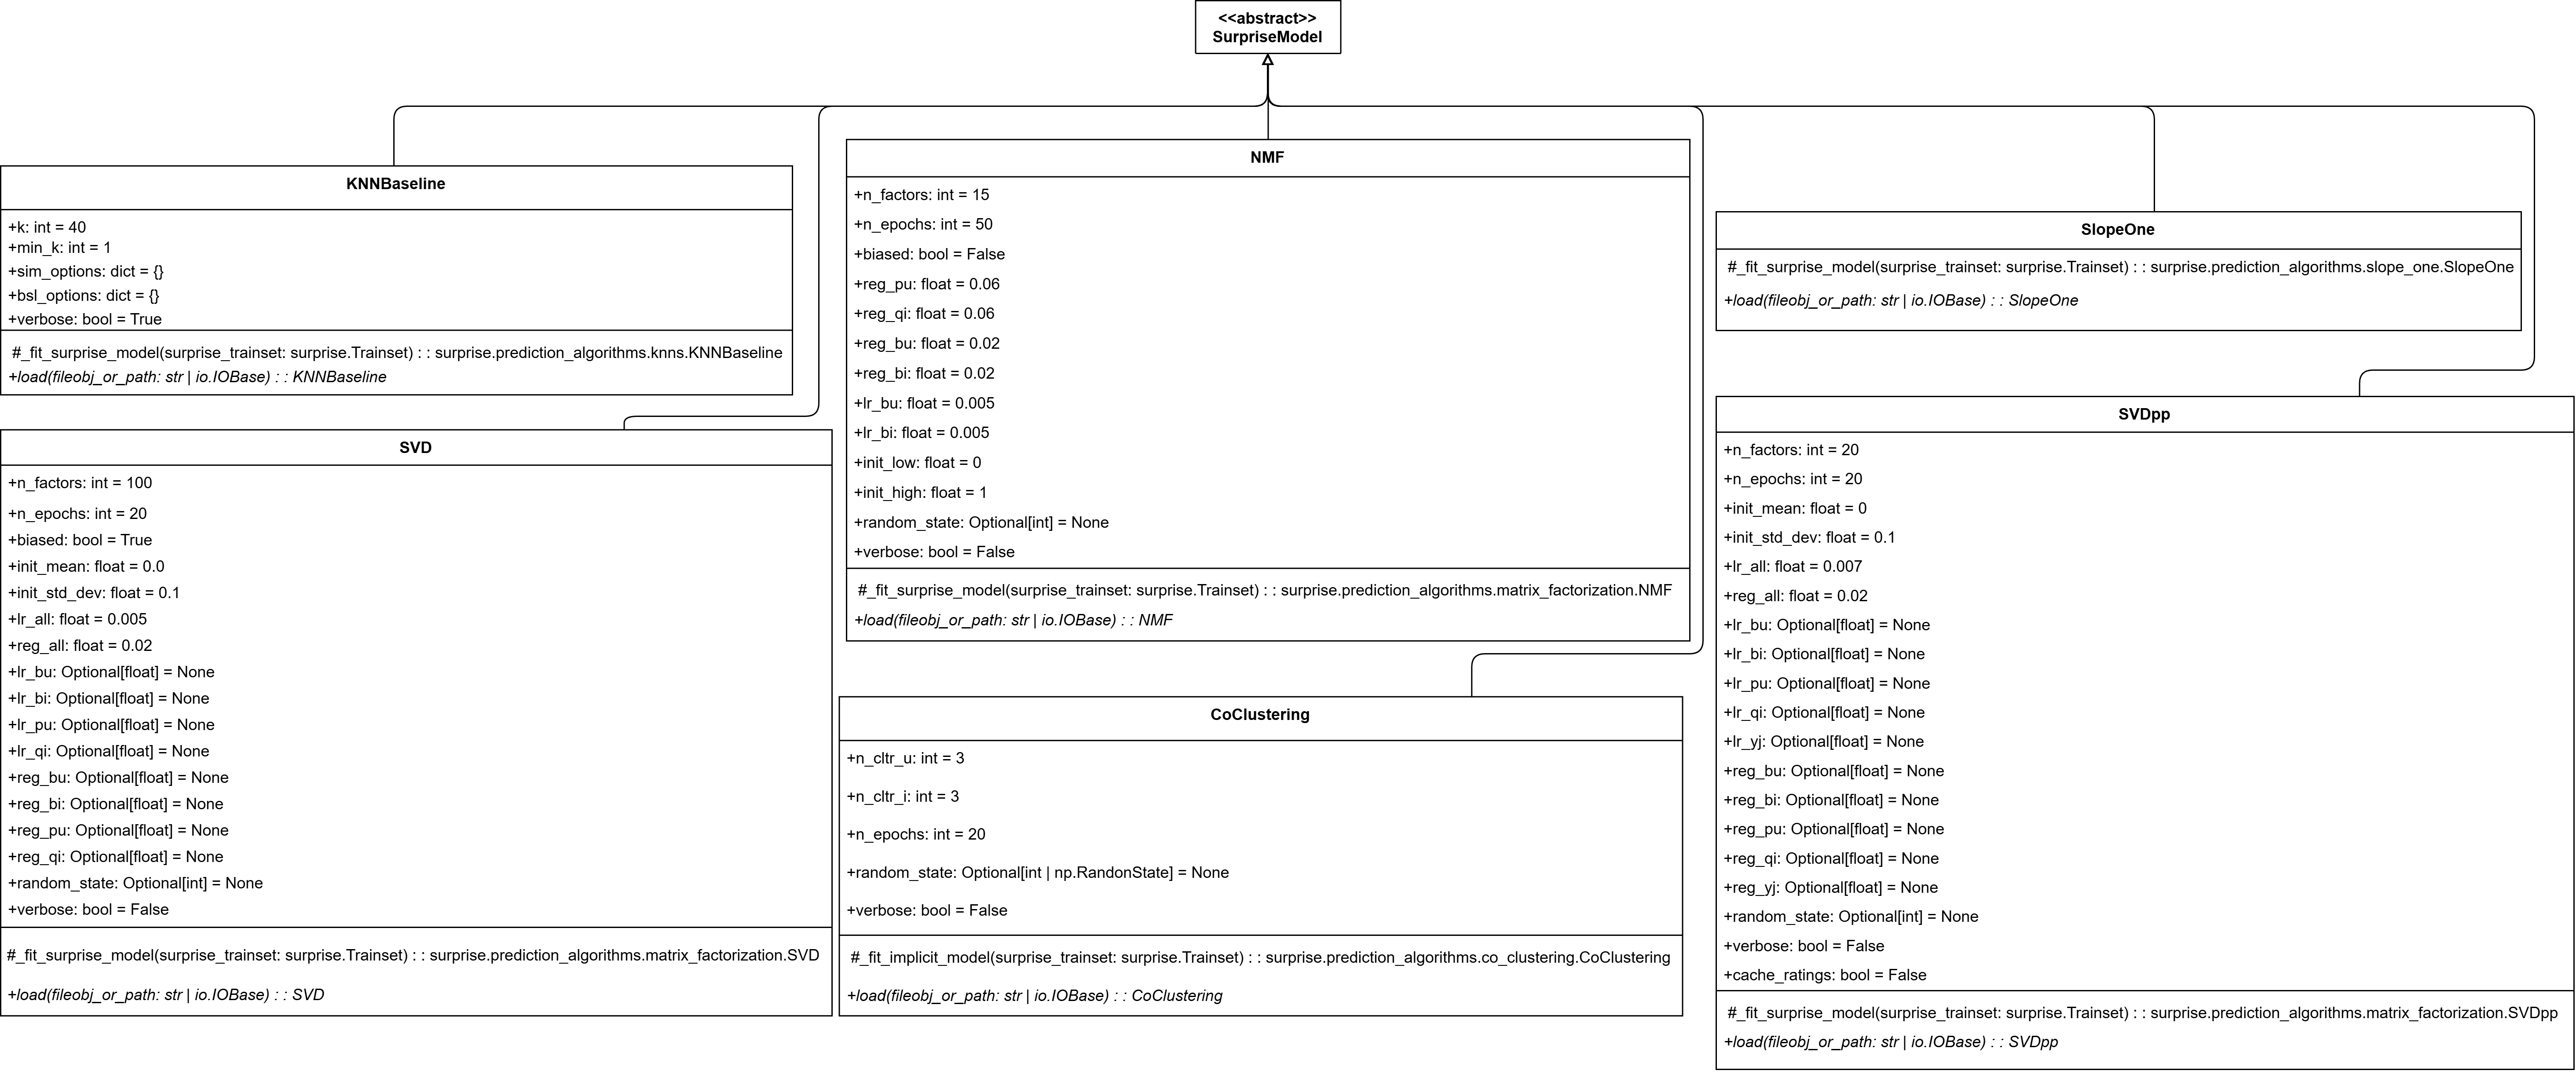 <<abstract>>
SurpriseModel
KNNBaseline
+k: int = 40
+min_k: int = 1
+sim_options: dict = {}
+bsl_options: dict = {}
+verbose: bool = True
#_fit_surprise_model(surprise_trainset: surprise.Trainset) : : surprise.prediction_algorithms.knns.KNNBaseline
+load(fileobj_or_path: str | io.IOBase) : : KNNBaseline
SVD
+n_factors: int = 100
+n_epochs: int = 20
+biased: bool = True
+init_mean: float = 0.0
+init_std_dev: float = 0.1
+lr_all: float = 0.005
+reg_all: float = 0.02
+lr_bu: Optional[float] = None
+lr_bi: Optional[float] = None
+lr_pu: Optional[float] = None
+lr_qi: Optional[float] = None
+reg_bu: Optional[float] = None
+reg_bi: Optional[float] = None
+reg_pu: Optional[float] = None
+reg_qi: Optional[float] = None
+random_state: Optional[int] = None
+verbose: bool = False
#_fit_surprise_model(surprise_trainset: surprise.Trainset) : : surprise.prediction_algorithms.matrix_factorization.SVD
+load(fileobj_or_path: str | io.IOBase) : : SVD
NMF
+n_factors: int = 15
+n_epochs: int = 50
+biased: bool = False
+reg_pu: float = 0.06
+reg_qi: float = 0.06
+reg_bu: float = 0.02
+reg_bi: float = 0.02
+lr_bu: float = 0.005
+lr_bi: float = 0.005
+init_low: float = 0
+init_high: float = 1
+random_state: Optional[int] = None
+verbose: bool = False
#_fit_surprise_model(surprise_trainset: surprise.Trainset) : : surprise.prediction_algorithms.matrix_factorization.NMF
+load(fileobj_or_path: str | io.IOBase) : : NMF
CoClustering
+n_cltr_u: int = 3
+n_cltr_i: int = 3
+n_epochs: int = 20
+random_state: Optional[int | np.RandonState] = None
+verbose: bool = False
#_fit_implicit_model(surprise_trainset: surprise.Trainset) : : surprise.prediction_algorithms.co_clustering.CoClustering
+load(fileobj_or_path: str | io.IOBase) : : CoClustering
SlopeOne
#_fit_surprise_model(surprise_trainset: surprise.Trainset) : : surprise.prediction_algorithms.slope_one.SlopeOne
+load(fileobj_or_path: str | io.IOBase) : : SlopeOne
SVDpp
+n_factors: int = 20
+n_epochs: int = 20
+init_mean: float = 0
+init_std_dev: float = 0.1
+lr_all: float = 0.007
+reg_all: float = 0.02
+lr_bu: Optional[float] = None
+lr_bi: Optional[float] = None
+lr_pu: Optional[float] = None
+lr_qi: Optional[float] = None
+lr_yj: Optional[float] = None
+reg_bu: Optional[float] = None
+reg_bi: Optional[float] = None
+reg_pu: Optional[float] = None
+reg_qi: Optional[float] = None
+reg_yj: Optional[float] = None
+random_state: Optional[int] = None
+verbose: bool = False
+cache_ratings: bool = False
#_fit_surprise_model(surprise_trainset: surprise.Trainset) : : surprise.prediction_algorithms.matrix_factorization.SVDpp
+load(fileobj_or_path: str | io.IOBase) : : SVDpp